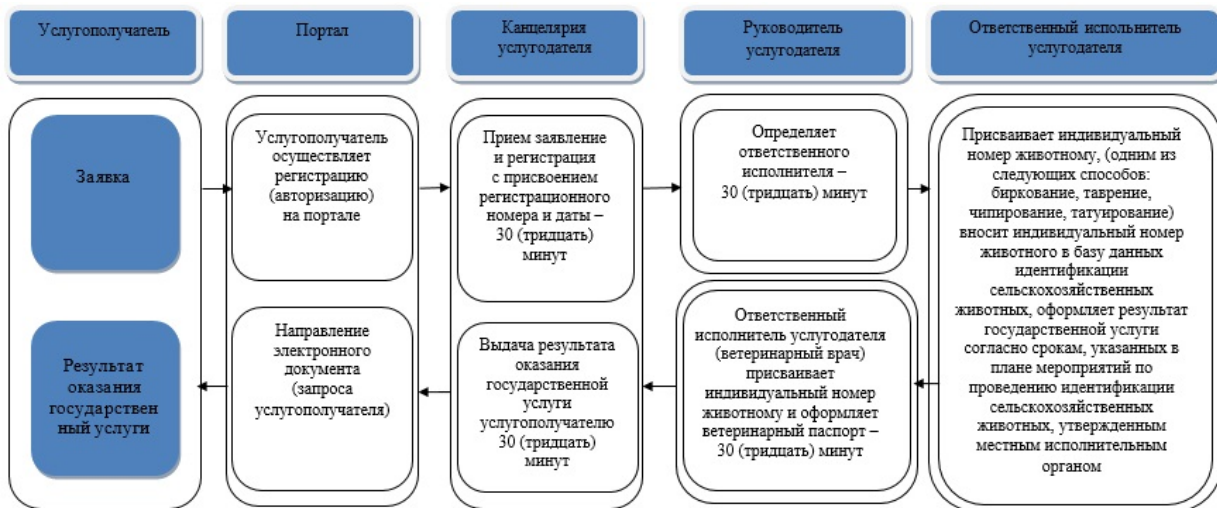 Услугополучатель
Портал
Канцелярия
услугодателя
Руководитель
услугодателя
Ответственный испольнитель
услугодателя
Заявка
Услугополучатель
осуществляет
регистрацию
(авторизацию)
на портале
Прием заявление
и регистрация
с присвоением
регистрационного
номера и даты –
30 (тридцать)
минут
Определяет
ответственного
исполнителя –
30 (тридцать) минут
Присваивает индивидуальный
номер животному, (одним из
следующих способов:
биркование, таврение,
чипирование, татуирование)
вносит индивидуальный номер
животного в базу данных
идентификации
сельскохозяйственных
животных, оформляет результат
государственной услуги
согласно срокам, указанных в
плане мероприятий по
проведению идентификации
сельскохозяйственных
животных, утвержденным
местным исполнительным
органом
Ответственный
исполнитель услугодателя
(ветеринарный врач)
присваивает
индивидуальный номер
животному и оформляет
ветеринарный паспорт –
30 (тридцать) минут
Выдача результата
оказания
государственной
услуги
услугополучателю
30 (тридцать)
минут
Направление
электронного
документа
(запроса
услугополучателя)
Результат
оказания
государствен
ный услуги